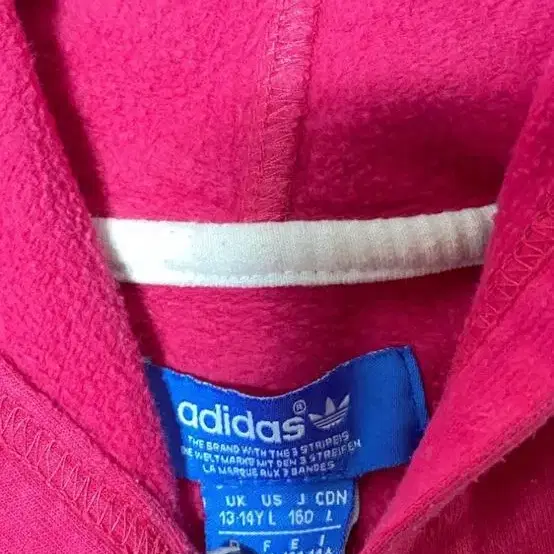 adidas®
THE BRAND WITH THE 3 STRIPES
DIE WELTMARKE MIT DEN 3 STREIFEN
LA MARQUE AUX 3 BANDES
UK US J CDN
13-14Y L 160 L
D F E I